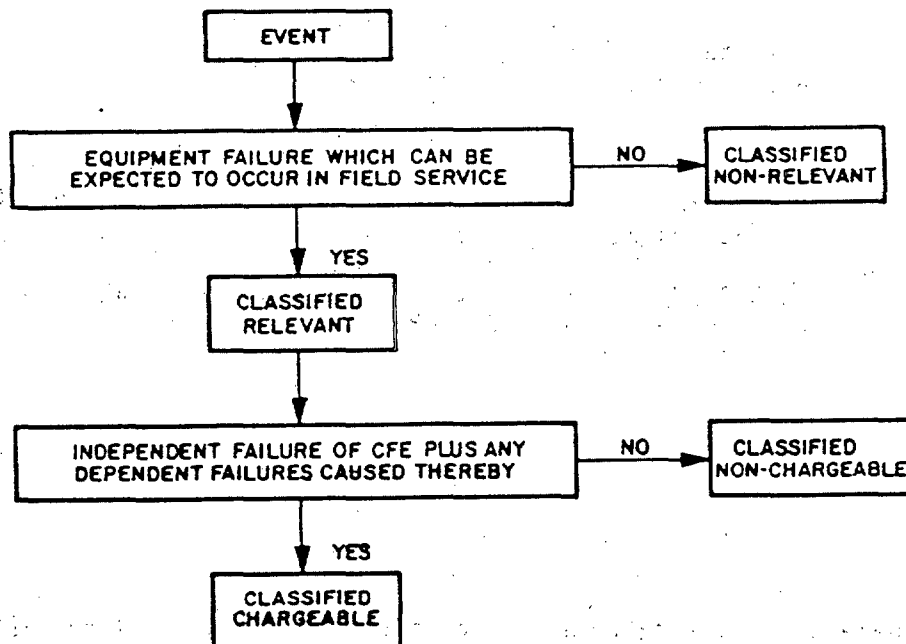 EVENT
EQUIPMENT FAILURE WHICH CAN BE
EXPECTED TO OCCUR IN FIELD SERVICE
NO
CLASSIFIED
NON-RELEVANT
YES
CLASSIFIED
RELEVANT
INDEPENDENT FAILURE OF CFE PLUS ANY
DEPENDENT FAILURES CAUSED THEREBY
NO
CLASSIFIED
NON-CHARGEABLE
YES
CLASSIFIED
CHARGEABLE